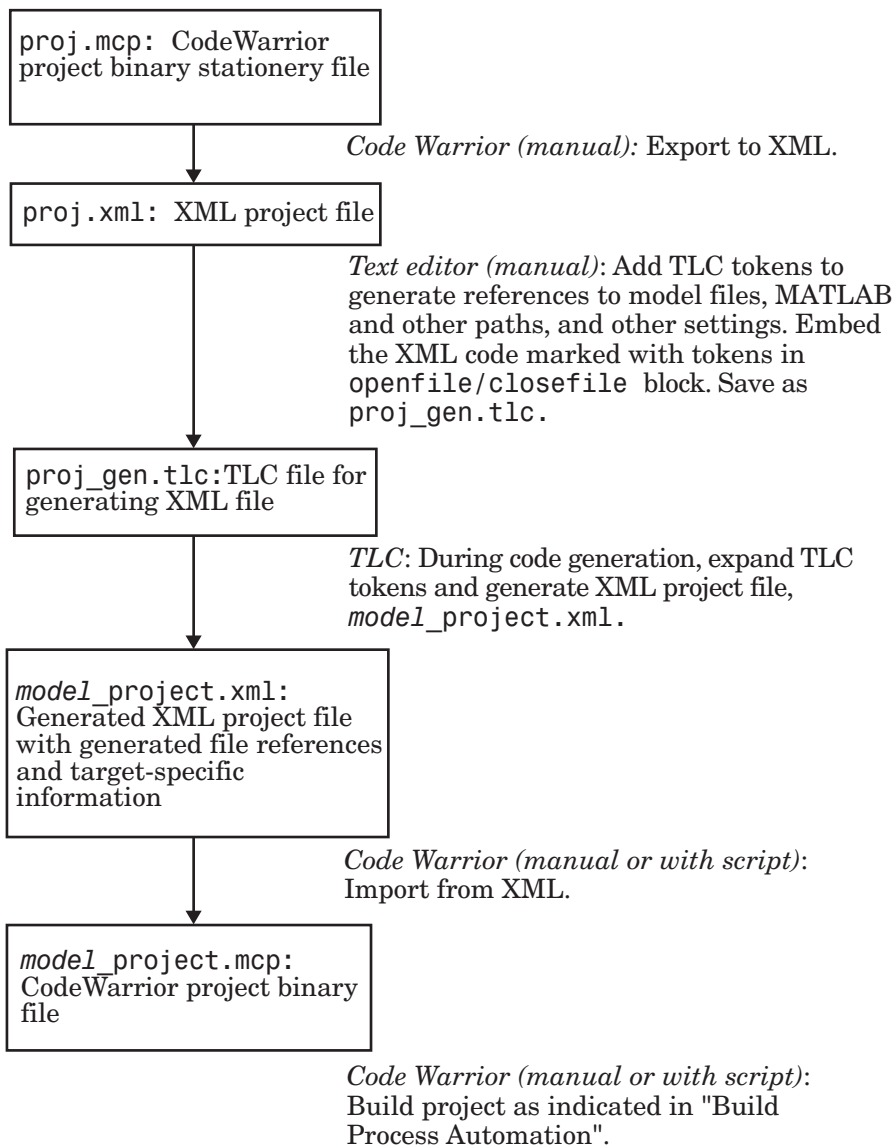 proj.mcp: CodeWarrior
project binary stationery file
Code Warrior (manual): Export to XML.
proj.xml: XML project file
Text editor (manual): Add TLC tokens to
generate references to model files, MATLAB
and other paths, and other settings. Embed
the XML code marked with tokens in
openfile/closefile block. Save as
proj_gen.tlc.
proj_gen.tlc:TLC file for
generating XML file
TLC: During code generation, expand TLC
tokens and generate XML project file,
model_project.xml.
model_project.xml:
Generated XML project file
with generated file references
and target-specific
information
Code Warrior (manual or with script):
Import from XML.
model_project.mcp:
CodeWarrior project binary
file
Code Warrior (manual or with script):
Build project as indicated in "Build
Process Automation".